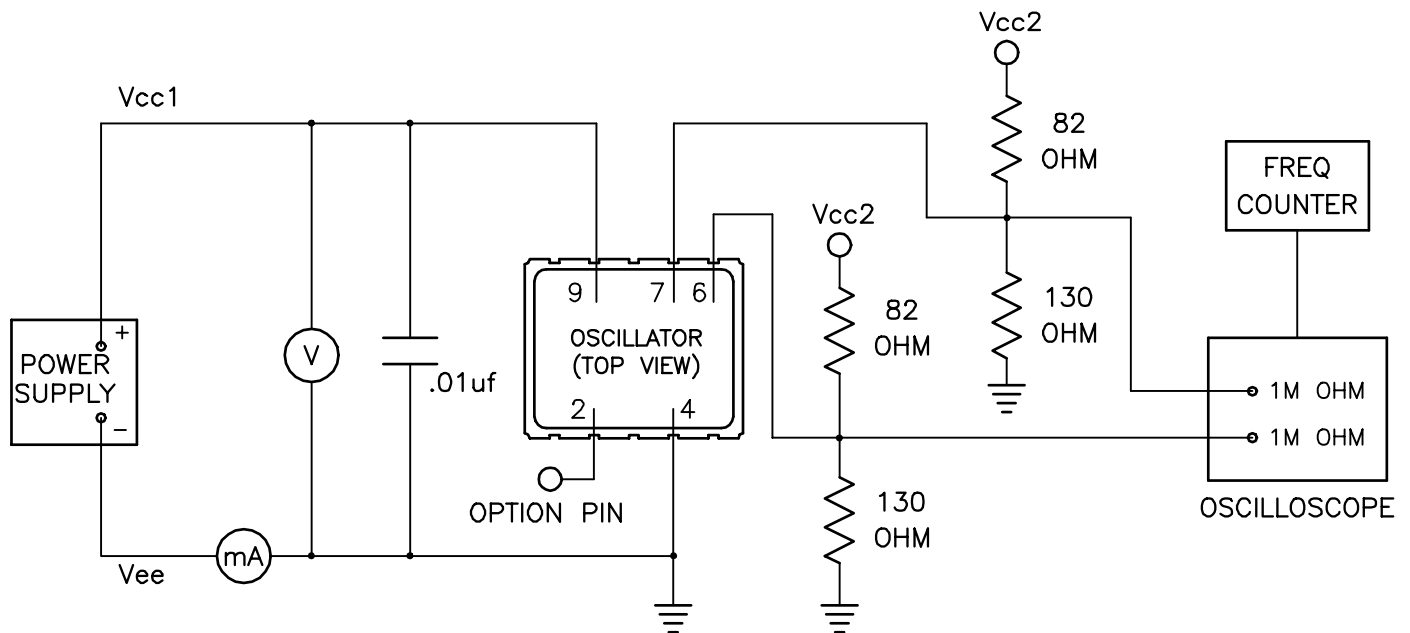 Vcc2
Vcc1
82
OHM
FREQ
COUNTER
Vcc2
9 7 6
130
OHM
82
OHM
OSCILLATOR
(TOP VIEW)
+
V
POWER
SUPPLY
.01uf
1M OHM
2 4
–
1M OHM
130
OHM
OPTION PIN
OSCILLOSCOPE
mA
Vee